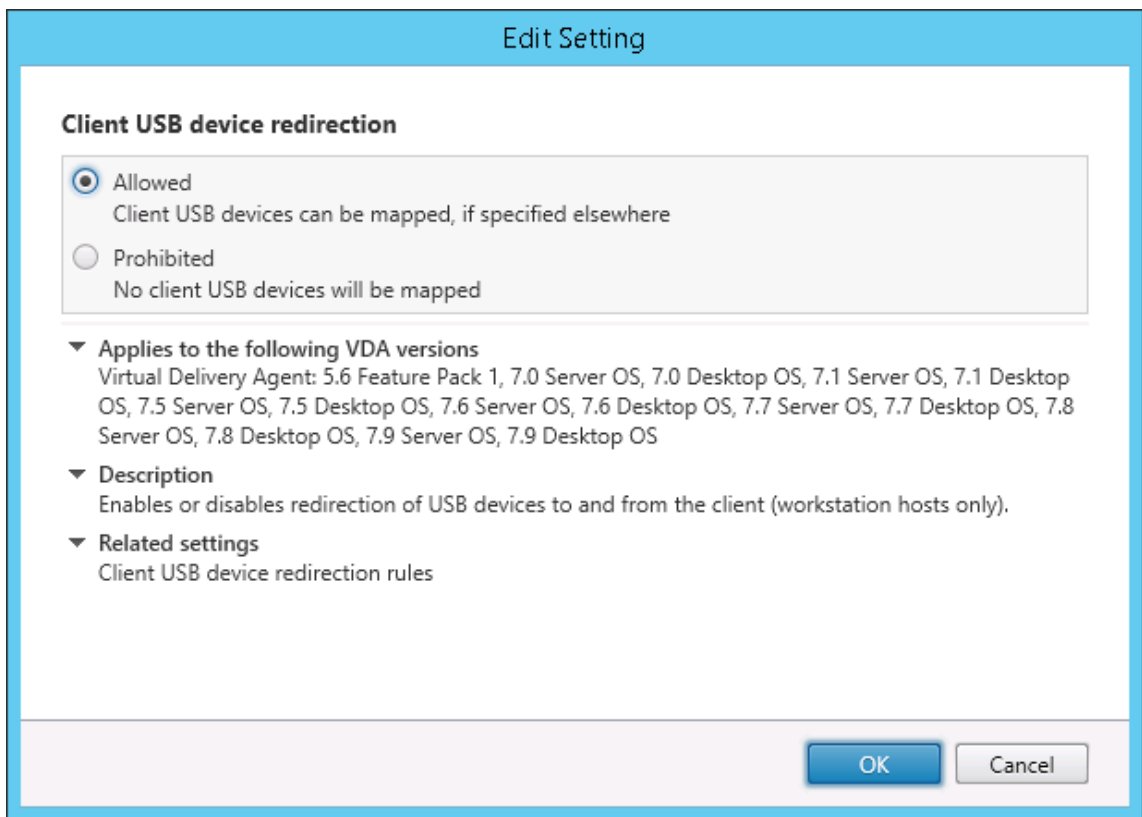 Edit Setting
Client USB device redirection
Allowed
Client USB devices can be mapped, if specified elsewhere
Prohibited
No client USB devices will be mapped
Applies to the following VDA versions
Virtual Delivery Agent: 5.6 Feature Pack 1, 7.0 Server OS, 7.0 Desktop OS, 7.1 Server OS, 7.1 Desktop
OS, 7.5 Server OS, 7.5 Desktop OS, 7.6 Server OS, 7.6 Desktop OS, 7.7 Server OS, 7.7 Desktop OS, 7.8
Server OS, 7.8 Desktop OS, 7.9 Server OS, 7.9 Desktop OS
Description
Enables or disables redirection of USB devices to and from the client (workstation hosts only).
Related settings
Client USB device redirection rules
OK
Cancel